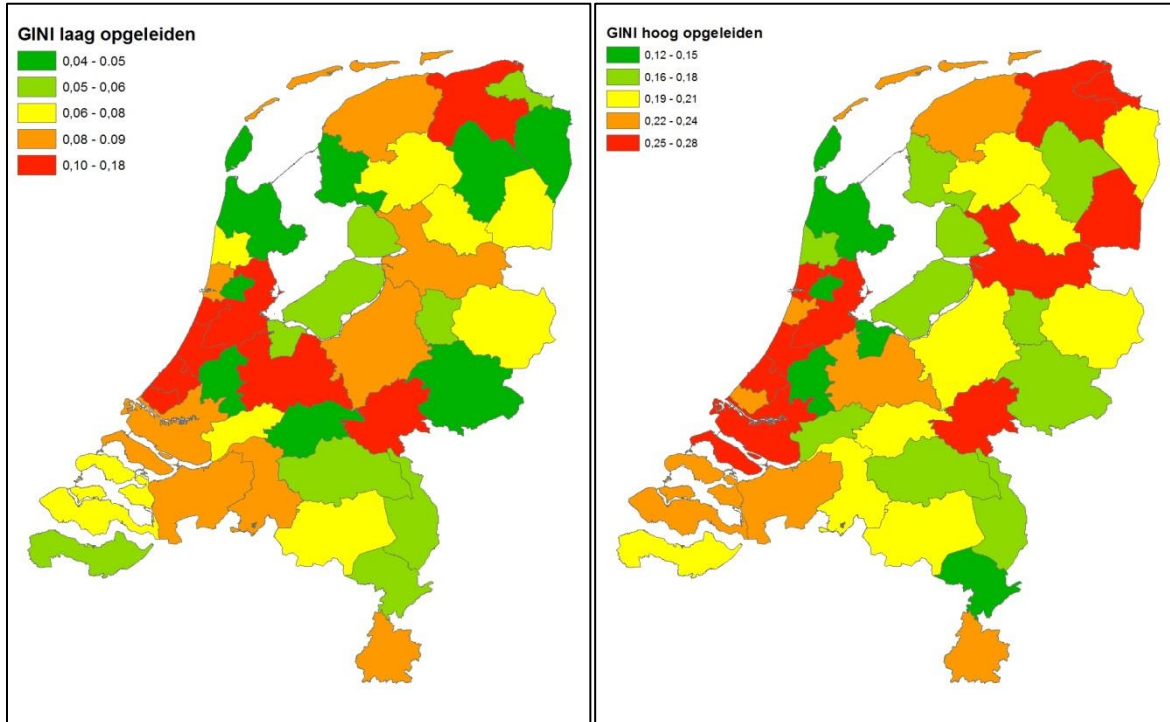 GINI laag opgeleiden
0,04 - 0.05
0,05 - 0,06
0,06 - 0,08
0,08 - 0,09
0,10 - 0,18
GINI hoog opgeleiden
0,12 - 0,15
0,16 - 0,18
0,19 - 0,21
0,22 - 0,24
0,25 - 0,28